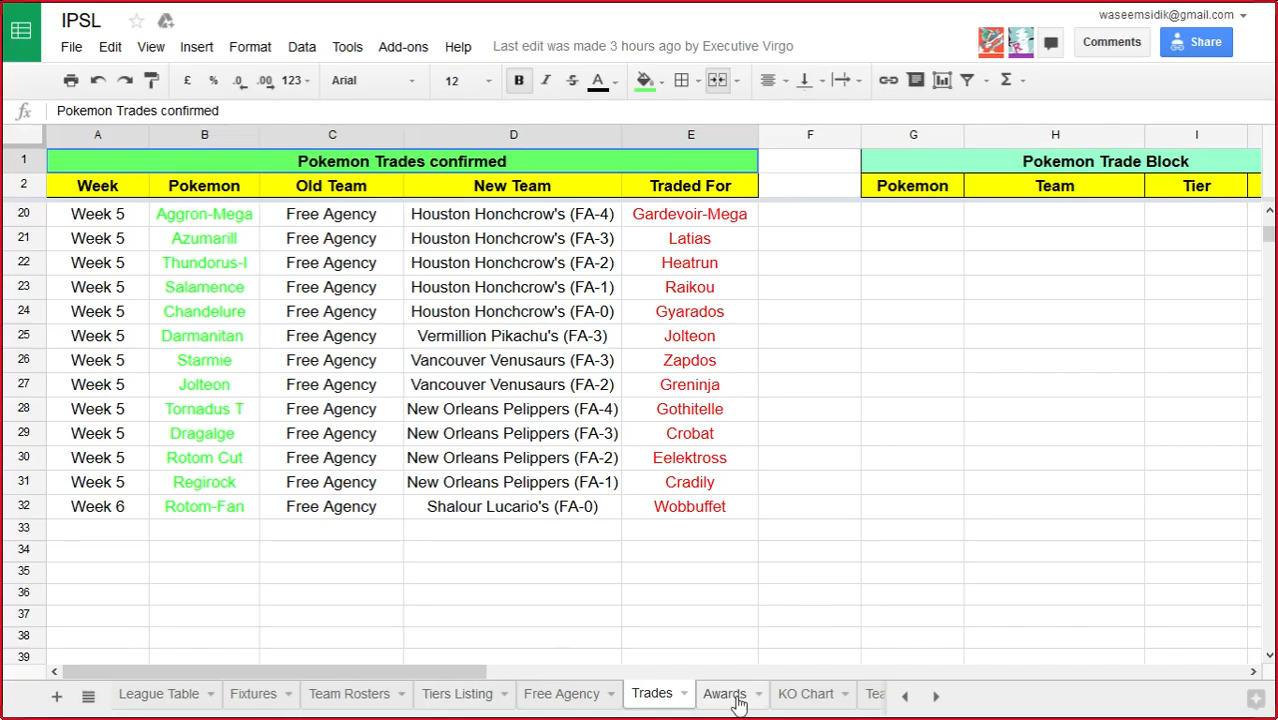 IPSL
waseemsidik@gmail.com
File Edit View Insert Format Data Tools Add-ons Help Last edit was made 3 hours ago by Executive Virgo Comments Share
£ % .0 .00 123 Arial 12 B I S A Σ
fx Pokemon Trades confirmed
A B C D E F G H I
1 Pokemon Trades confirmed Pokemon Trade Block
2 Week Pokemon Old Team New Team Traded For Pokemon Team Tier
20 Week 5 Aggron-Mega Free Agency Houston Honchcrow's (FA-4) Gardevoir-Mega
21 Week 5 Azumarill Free Agency Houston Honchcrow's (FA-3) Latias
22 Week 5 Thundorus-I Free Agency Houston Honchcrow's (FA-2) Heatrun
23 Week 5 Salamence Free Agency Houston Honchcrow's (FA-1) Raikou
24 Week 5 Chandelure Free Agency Houston Honchcrow's (FA-0) Gyarados
25 Week 5 Darmanitan Free Agency Vermillion Pikachu's (FA-3) Jolteon
26 Week 5 Starmie Free Agency Vancouver Venusaurs (FA-3) Zapdos
27 Week 5 Jolteon Free Agency Vancouver Venusaurs (FA-2) Greninja
28 Week 5 Tornadus T Free Agency New Orleans Pelippers (FA-4) Gothitelle
29 Week 5 Dragalge Free Agency New Orleans Pelippers (FA-3) Crobat
30 Week 5 Rotom Cut Free Agency New Orleans Pelippers (FA-2) Eelektross
31 Week 5 Regirock Free Agency New Orleans Pelippers (FA-1) Cradily
32 Week 6 Rotom-Fan Free Agency Shalour Lucario's (FA-0) Wobbuffet
33
34
35
36
37
38
39
League Table Fixtures Team Rosters Tiers Listing Free Agency Trades Awards KO Chart